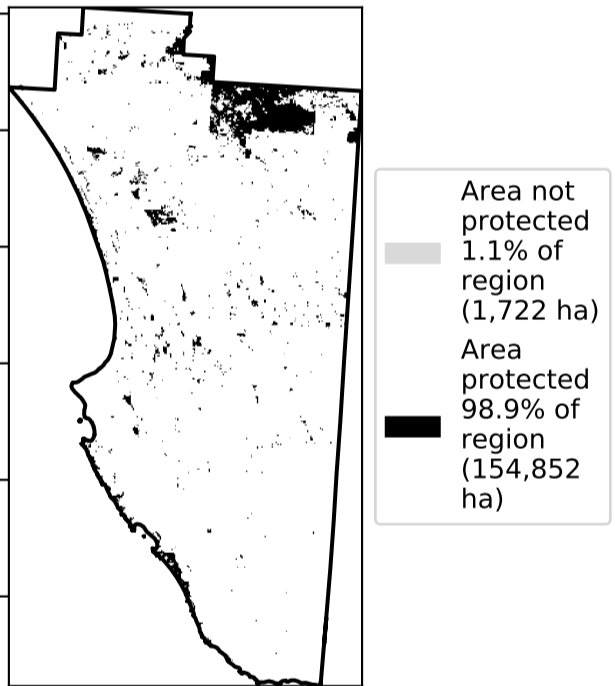 Area not
protected
1.1% of
region
(1,722 ha)
Area
protected
98.9% of
region
(154,852
ha)